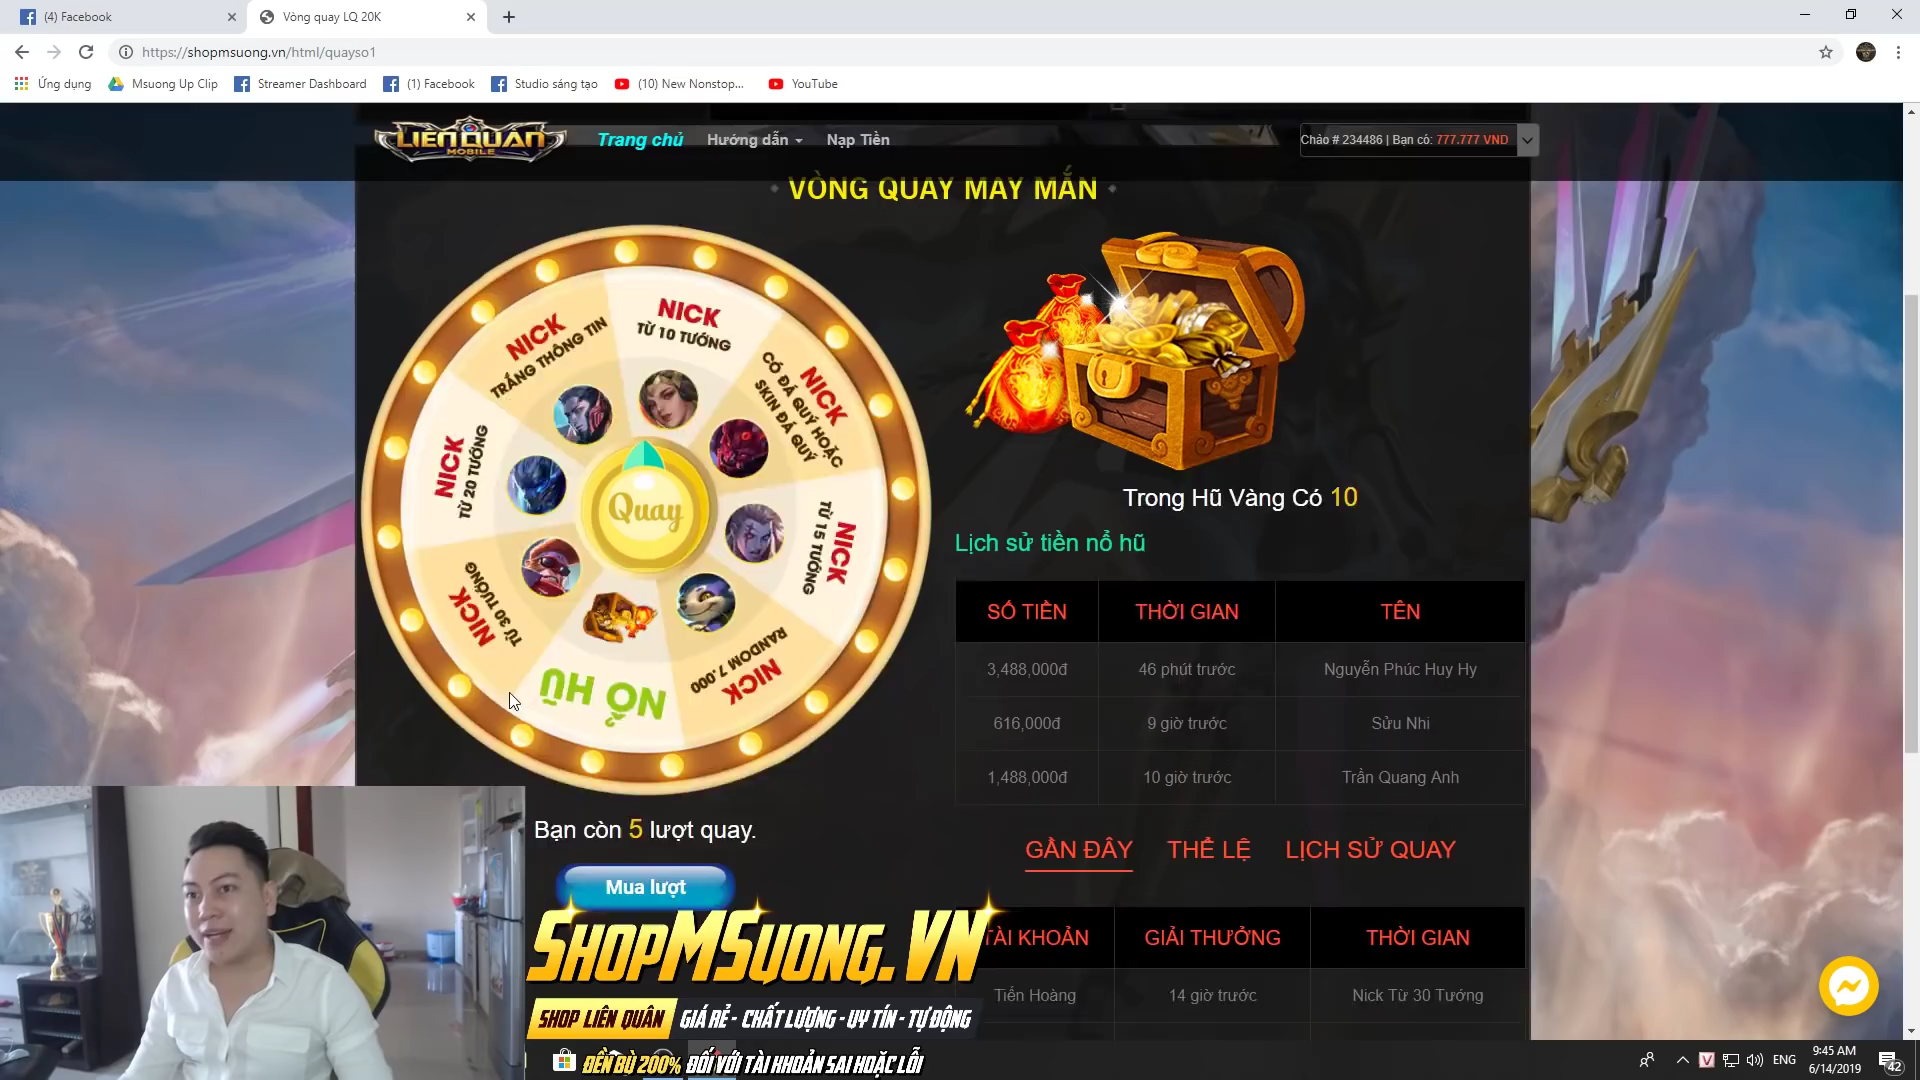 (4) Facebook
Vòng quay LQ 20K
https://shopmsuong.vn/html/quayso1
Ứng dụng
Msuong Up Clip
Streamer Dashboard
(1) Facebook
Studio sáng tạo
(10) New Nonstop...
YouTube
LIÊN QUÂN
MOBILE
Trang chủ
Hướng dẫn
Nạp Tiền
Chào # 234486 | Bạn có: 777.777 VND
VÒNG QUAY MAY MẮN
NICK
TỪ 10 TƯỚNG
NICK
CÓ ĐÁ QUÝ HOẶC
SKIN ĐÁ QUÝ
NICK
TỪ 15 TƯỚNG
NICK
RANDOM 7.000
NỔ HŨ
NICK
TỪ 30 TƯỚNG
NICK
TỪ 20 TƯỚNG
NICK
TRẮNG THÔNG TIN
Quay
Trong Hũ Vàng Có 10
Lịch sử tiền nổ hũ
SỐ TIỀN THỜI GIAN TÊN
3,488,000đ 46 phút trước Nguyễn Phúc Huy Hy
616,000đ 9 giờ trước Sửu Nhi
1,488,000đ 10 giờ trước Trần Quang Anh
Bạn còn 5 lượt quay.
Mua lượt
GẦN ĐÂY THỂ LỆ LỊCH SỬ QUAY
TÀI KHOẢN GIẢI THƯỞNG THỜI GIAN
Tiến Hoàng 14 giờ trước Nick Từ 30 Tướng
SHOPMSUONG.VN
SHOP LIÊN QUÂN GIÁ RẺ - CHẤT LƯỢNG - UY TÍN - TỰ ĐỘNG
ĐỀN BÙ 200% ĐỐI VỚI TÀI KHOẢN SAI HOẶC LỖI
V
ENG
9:45 AM
6/14/2019
42